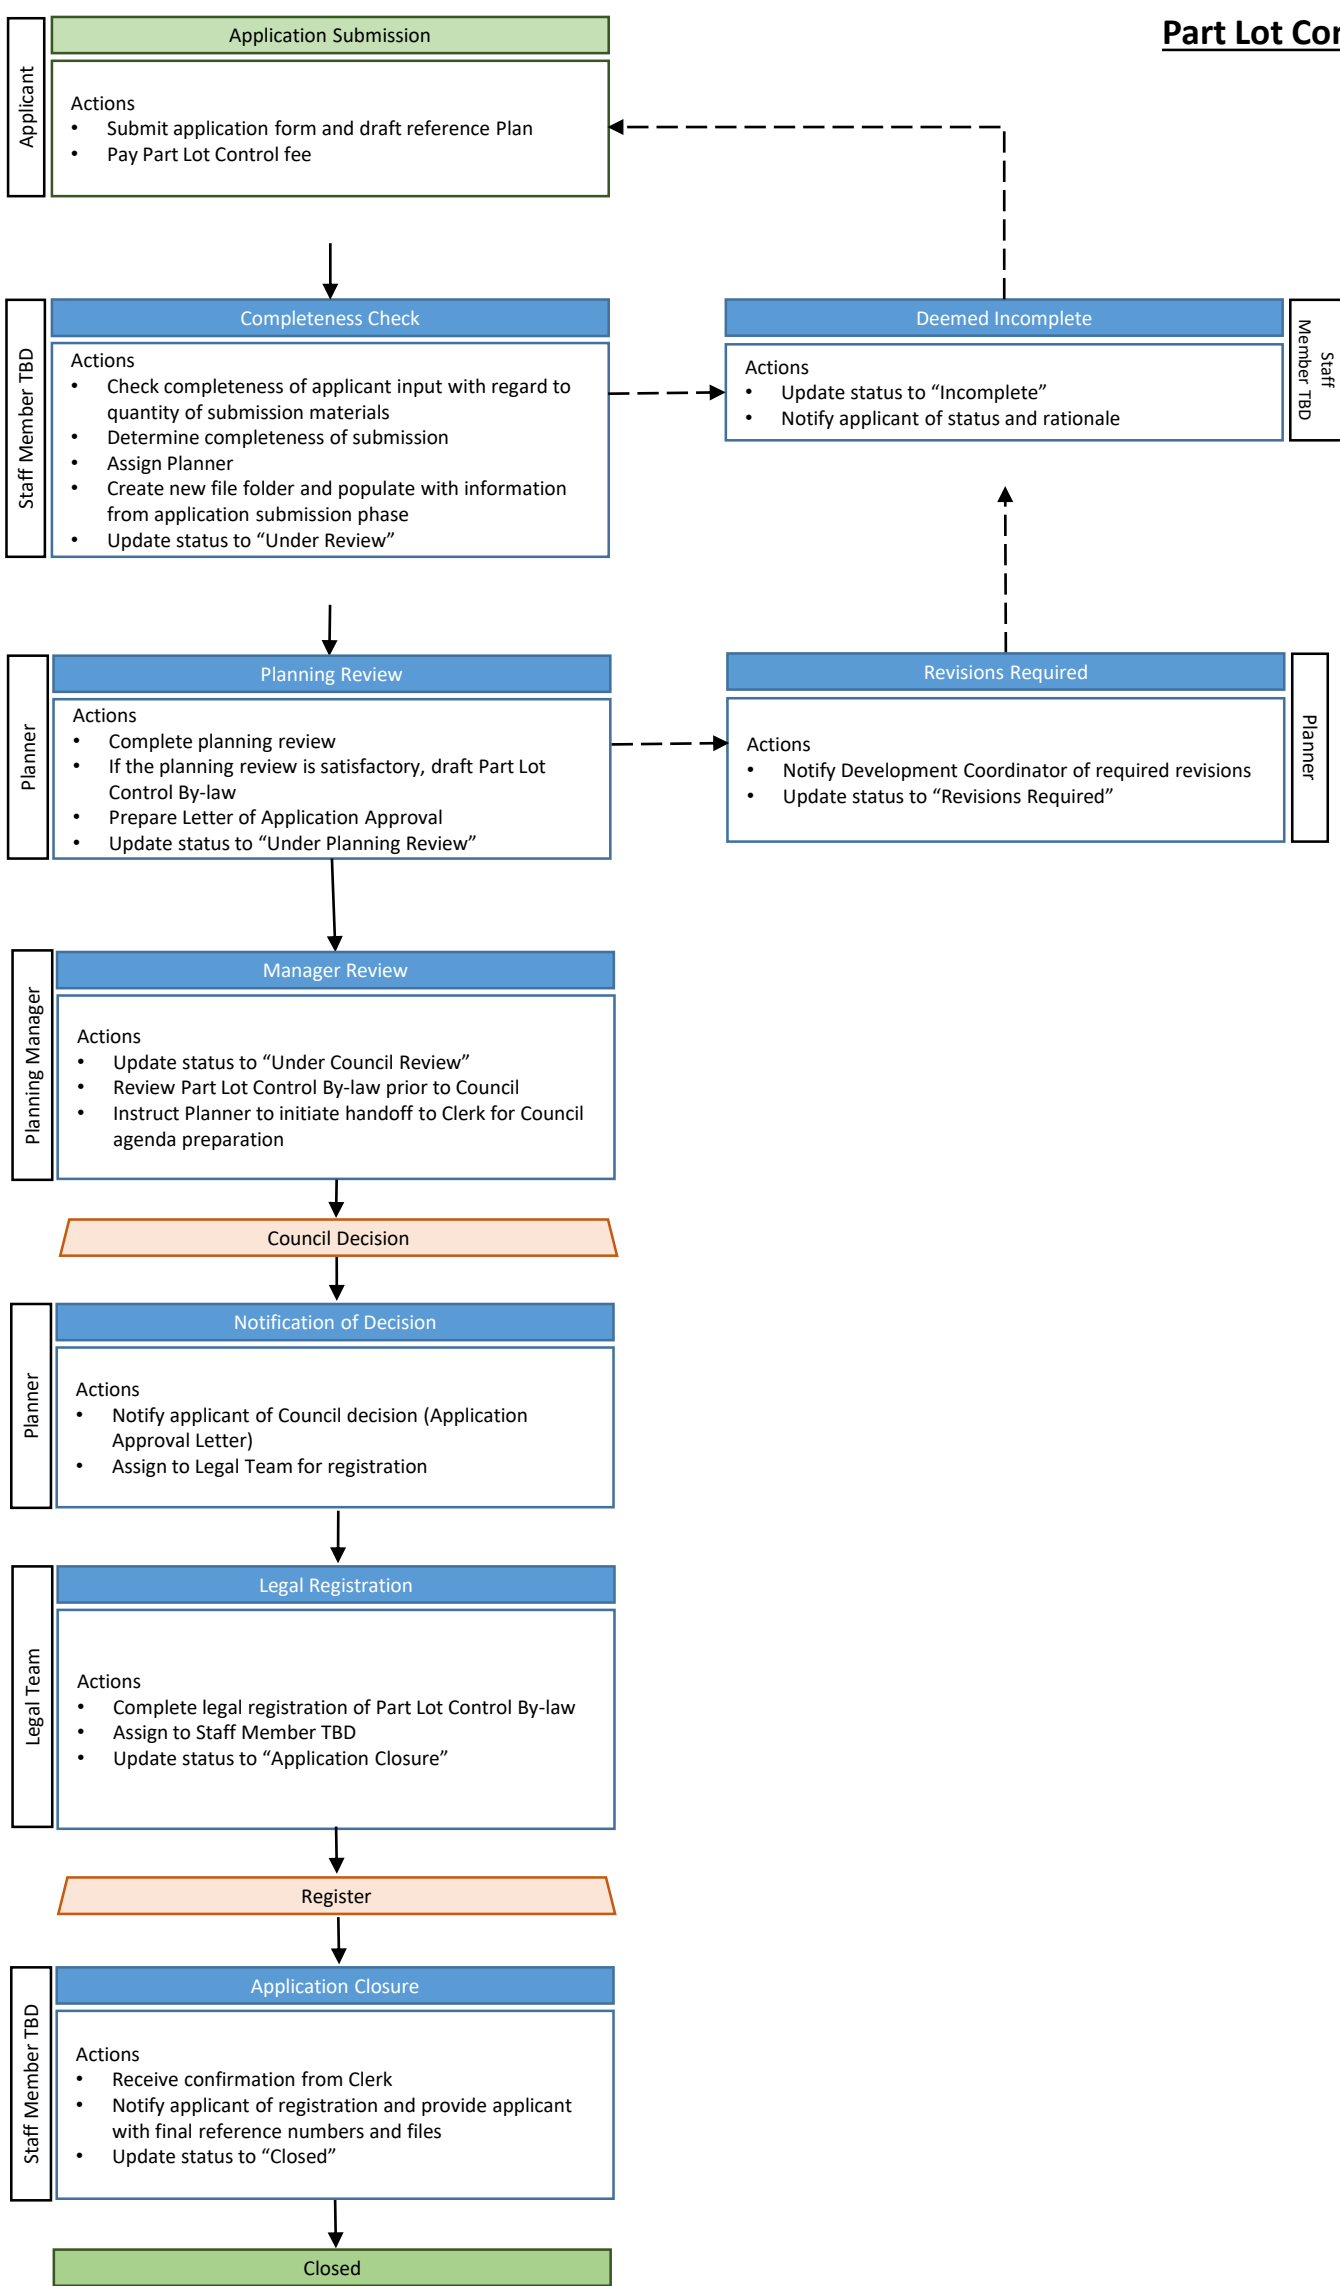 Part Lot Con
Applicant
Application Submission
Actions
• Submit application form and draft reference Plan
• Pay Part Lot Control fee
Staff Member TBD
Completeness Check
Actions
• Check completeness of applicant input with regard to
quantity of submission materials
• Determine completeness of submission
• Assign Planner
• Create new file folder and populate with information
from application submission phase
• Update status to “Under Review”
Deemed Incomplete
Actions
• Update status to “Incomplete”
• Notify applicant of status and rationale
Staff
Member TBD
Planner
Planning Review
Actions
• Complete planning review
• If the planning review is satisfactory, draft Part Lot
Control By-law
• Prepare Letter of Application Approval
• Update status to “Under Planning Review”
Revisions Required
Actions
• Notify Development Coordinator of required revisions
• Update status to “Revisions Required”
Planner
Planning Manager
Manager Review
Actions
• Update status to “Under Council Review”
• Review Part Lot Control By-law prior to Council
• Instruct Planner to initiate handoff to Clerk for Council
agenda preparation
Council Decision
Planner
Notification of Decision
Actions
• Notify applicant of Council decision (Application
Approval Letter)
• Assign to Legal Team for registration
Legal Team
Legal Registration
Actions
• Complete legal registration of Part Lot Control By-law
• Assign to Staff Member TBD
• Update status to “Application Closure”
Register
Staff Member TBD
Application Closure
Actions
• Receive confirmation from Clerk
• Notify applicant of registration and provide applicant
with final reference numbers and files
• Update status to “Closed”
Closed